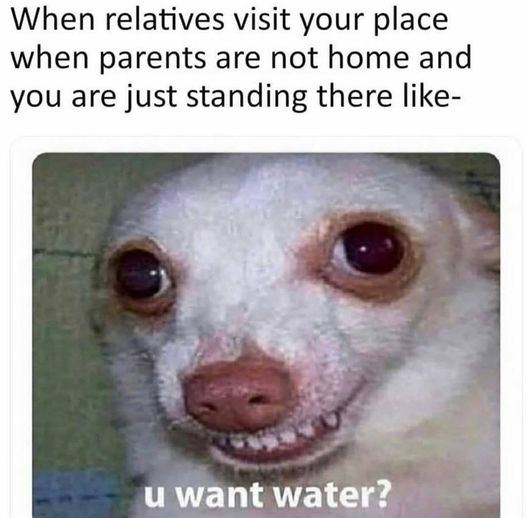 When relatives visit your place
when parents are not home and
you are just standing there like-
u want water?